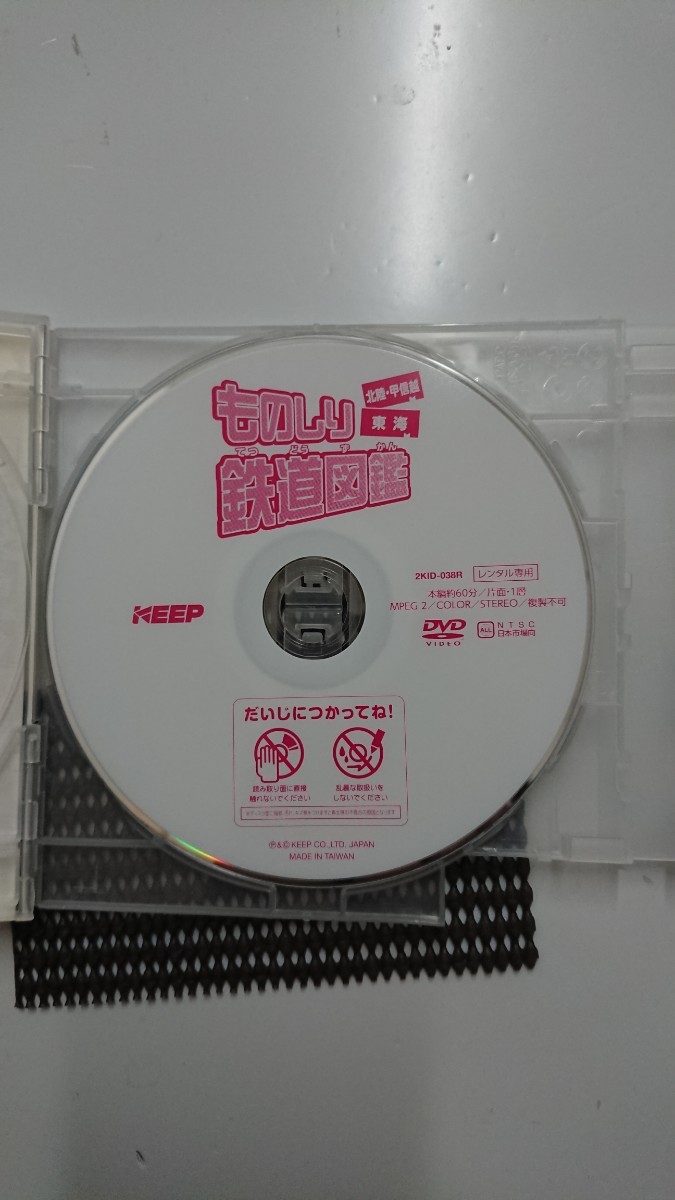 ものしり
北陸・甲信越
東海
てつどうずかん
鉄道図鑑
KEEP
2KID-038R レンタル専用
本編約60分/片面・1層
MPEG 2/COLOR/STEREO/複製不可
DVD
VIDEO
ALL
NTSC
日本市場向
だいじにつかってね!
読み取り面に直接
触れないでください
乱暴な取扱いを
しないでください
Ⓟ&© KEEP CO.,LTD. JAPAN
MADE IN TAIWAN